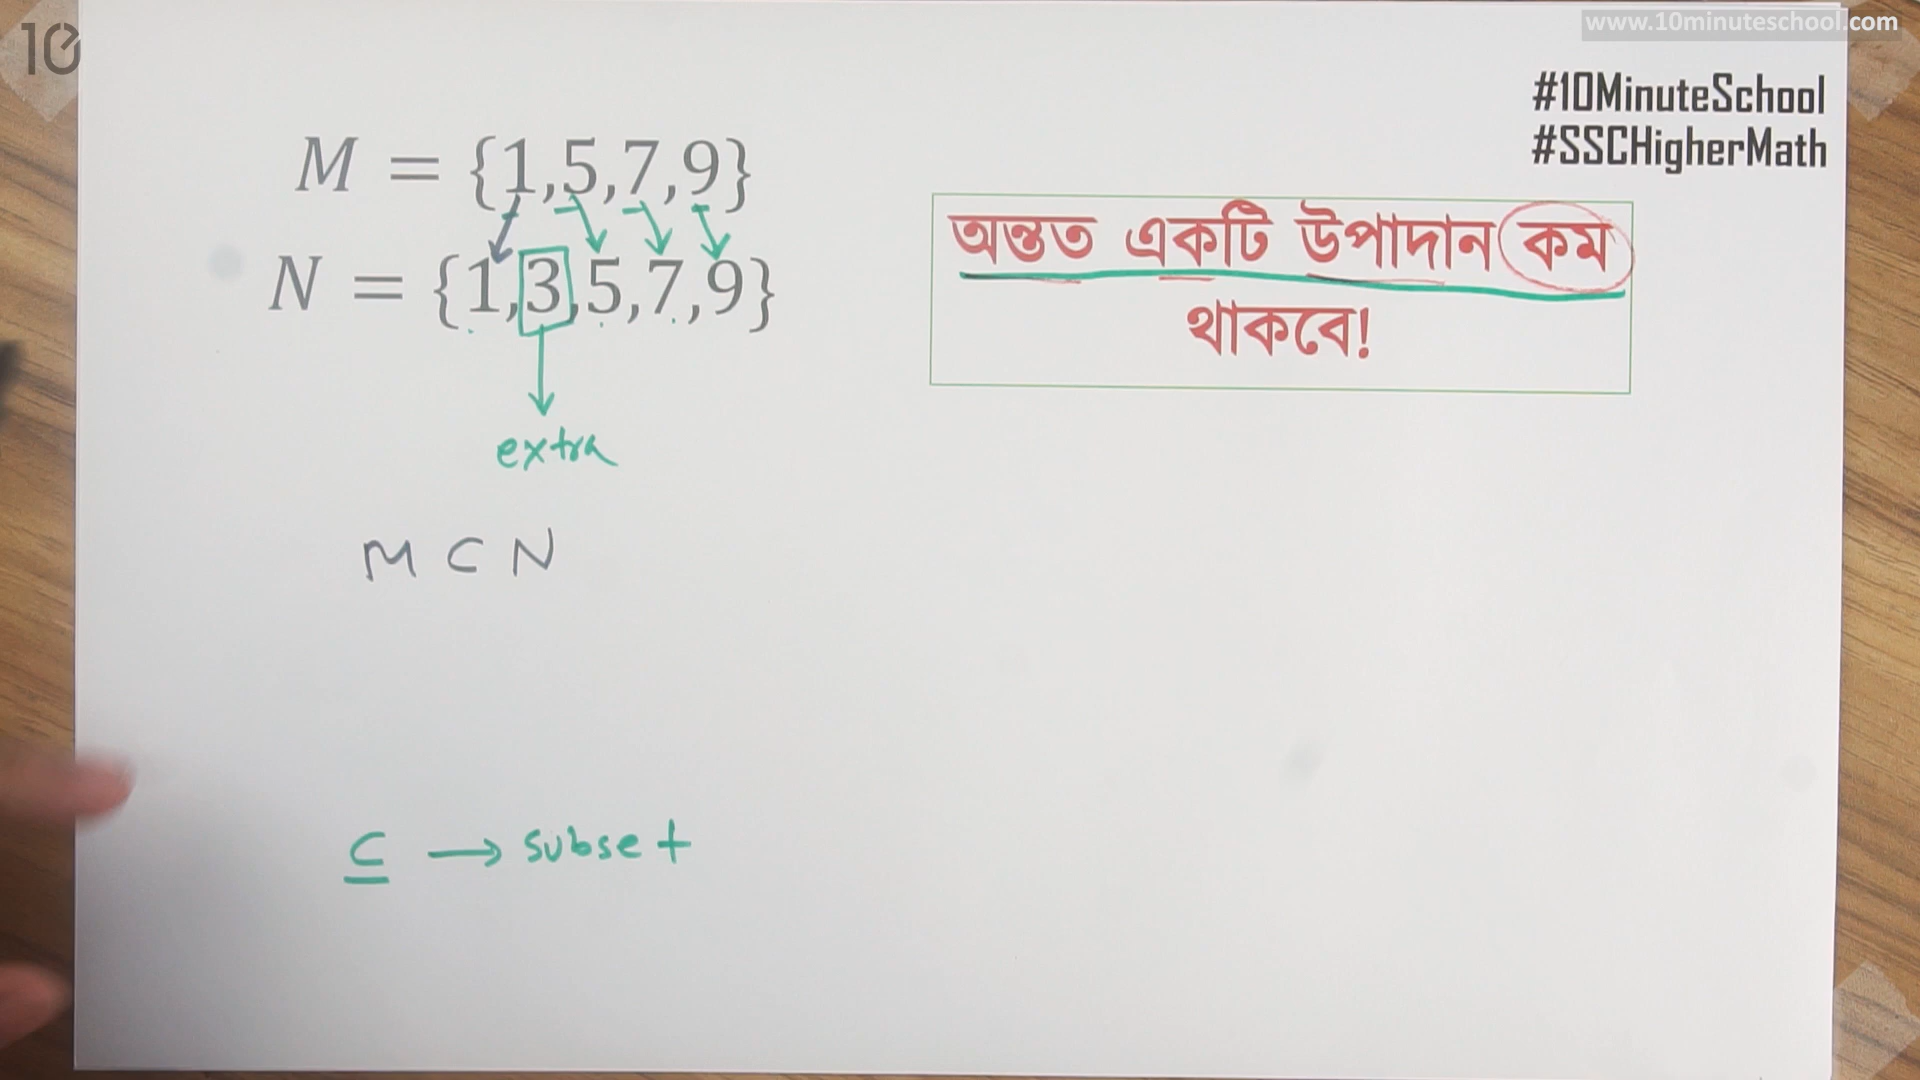 10
www.10minuteschool.com
#10MinuteSchool
#SSCHigherMath
M = {1,5,7,9}
N = {1,3,5,7,9}
extra
অন্তত একটি উপাদান কম
থাকবে!
M ⊂ N
⊆ → subset